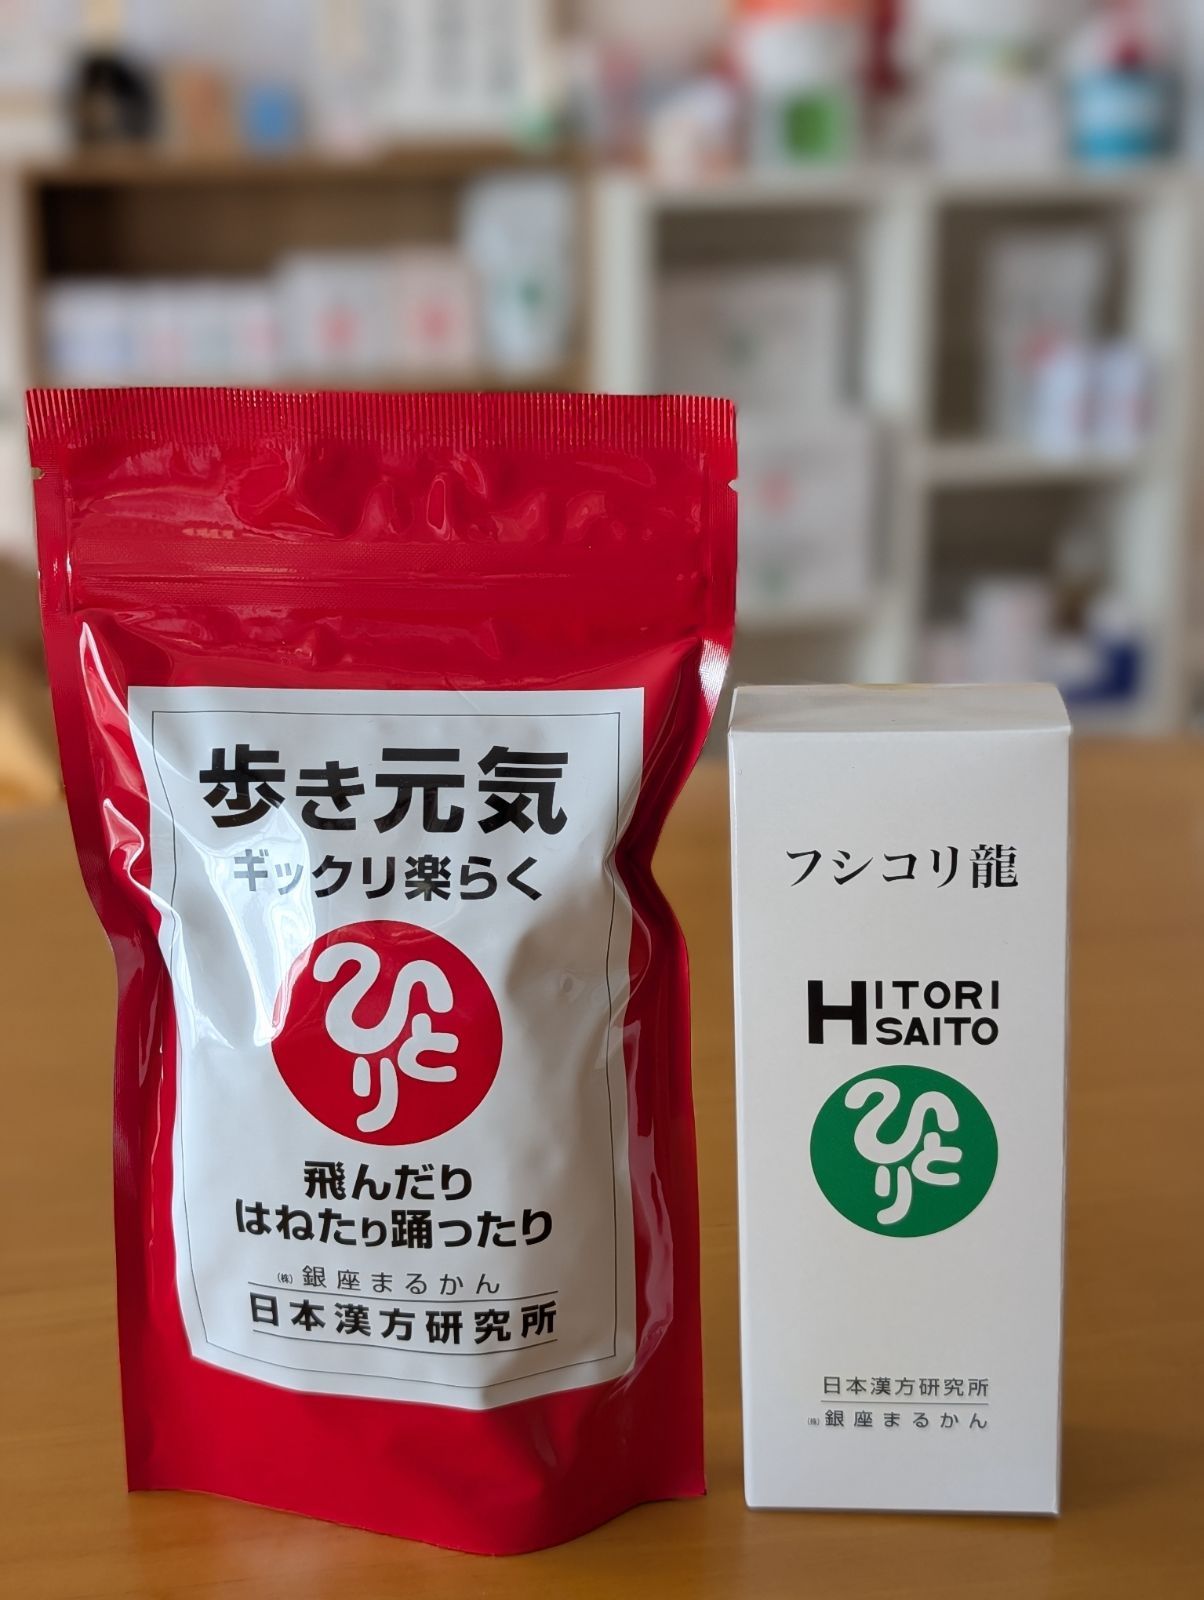 歩き元気
ギックリ楽らく
ひとり
飛んだり
はねたり踊ったり
㈱銀座まるかん
日本漢方研究所
フシコリ龍
HITORI
SAITO
ひとり
日本漢方研究所
㈱銀座まるかん